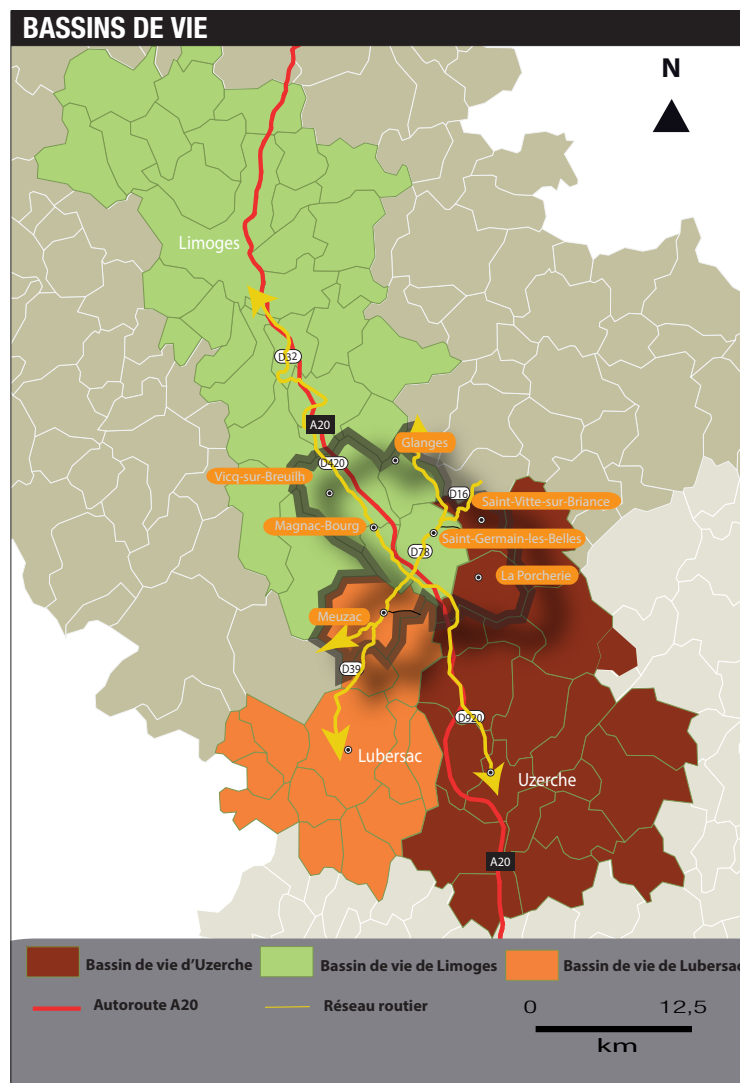 BASSINS DE VIE
N
Limoges
D32
A20
Glanges
D420
Vicq-sur-Breuilh
D16
Saint-Vitte-sur-Briance
Magnac-Bourg
Saint-Germain-les-Belles
D78
La Porcherie
Meuzac
D39
D920
Lubersac
Uzerche
A20
Bassin de vie d'Uzerche
Bassin de vie de Limoges
Bassin de vie de Lubersac
Autoroute A20
Réseau routier
0 12,5
km